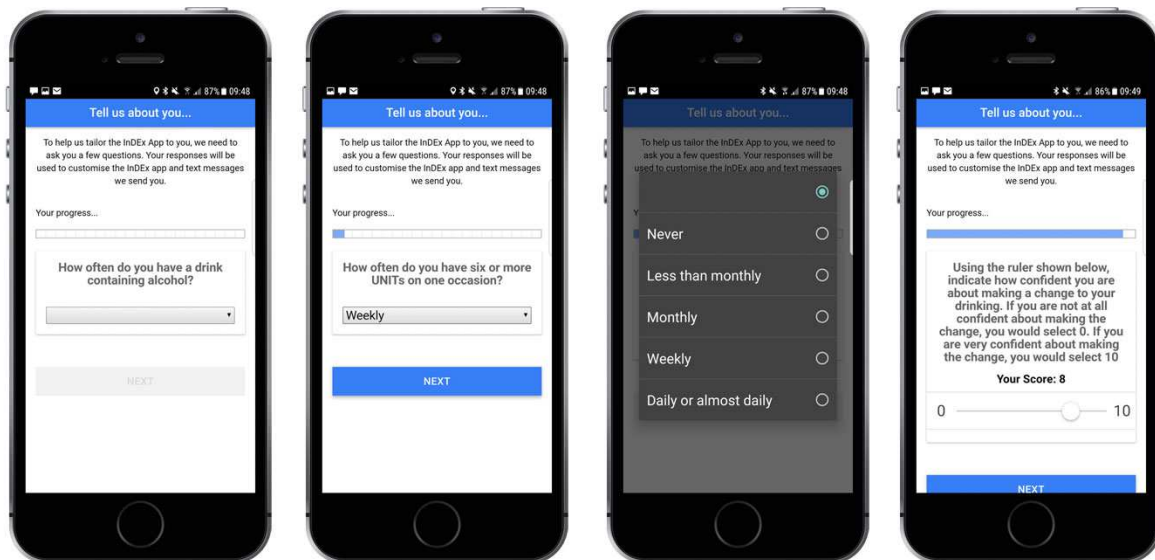 87% 09:48
Tell us about you...
To help us tailor the InDEx App to you, we need to
ask you a few questions. Your responses will be
used to customise the InDEx app and text messages
we send you.
Your progress...
How often do you have a drink
containing alcohol?
NEXT
87% 09:48
Tell us about you...
To help us tailor the InDEx App to you, we need to
ask you a few questions. Your responses will be
used to customise the InDEx app and text messages
we send you.
Your progress...
How often do you have six or more
UNITs on one occasion?
Weekly
NEXT
87% 09:48
Tell us about you...
To help us tailor the InDEx App to you, we need to
ask you a few questions. Your responses will be
used to customise the InDEx app and text messages
Y
Never
Less than monthly
Monthly
Weekly
Daily or almost daily
86% 09:49
Tell us about you...
To help us tailor the InDEx App to you, we need to
ask you a few questions. Your responses will be
used to customise the InDEx app and text messages
we send you.
Your progress...
Using the ruler shown below,
indicate how confident you are
about making a change to your
drinking. If you are not at all
confident about making the
change, you would select 0. If you
are very confident about making
the change, you would select 10
Your Score: 8
0 10
NEXT